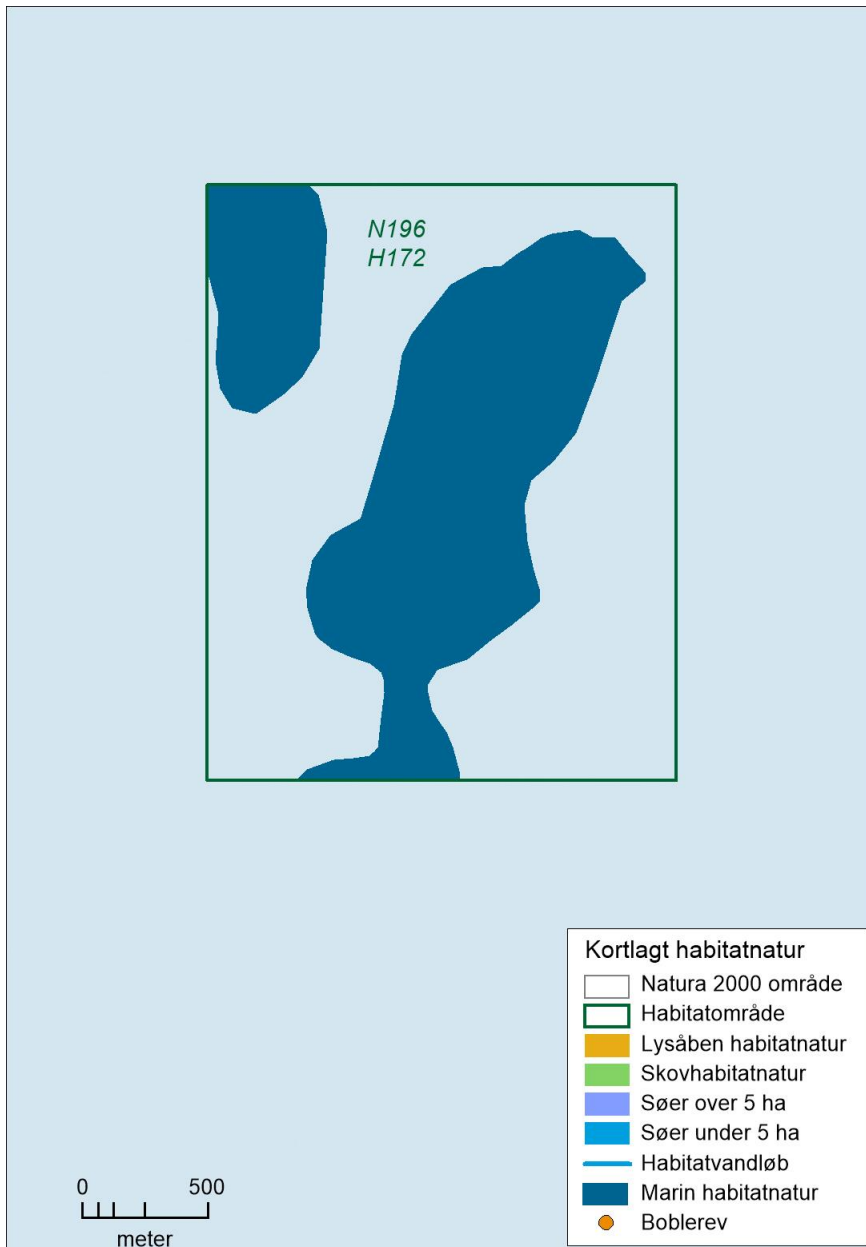 N196
H172
Kortlagt habitatnatur
Natura 2000 område
Habitatområde
Lysåben habitatnatur
Skovhabitatnatur
Søer over 5 ha
Søer under 5 ha
Habitatvandløb
Marin habitatnatur
Boblerev
0 500
meter